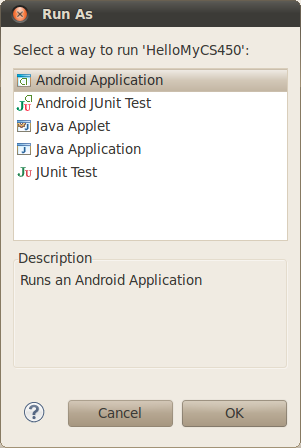 Run As
Select a way to run 'HelloMyCS450':
Android Application
Android JUnit Test
Java Applet
Java Application
JUnit Test
Description
Runs an Android Application
?
Cancel
OK